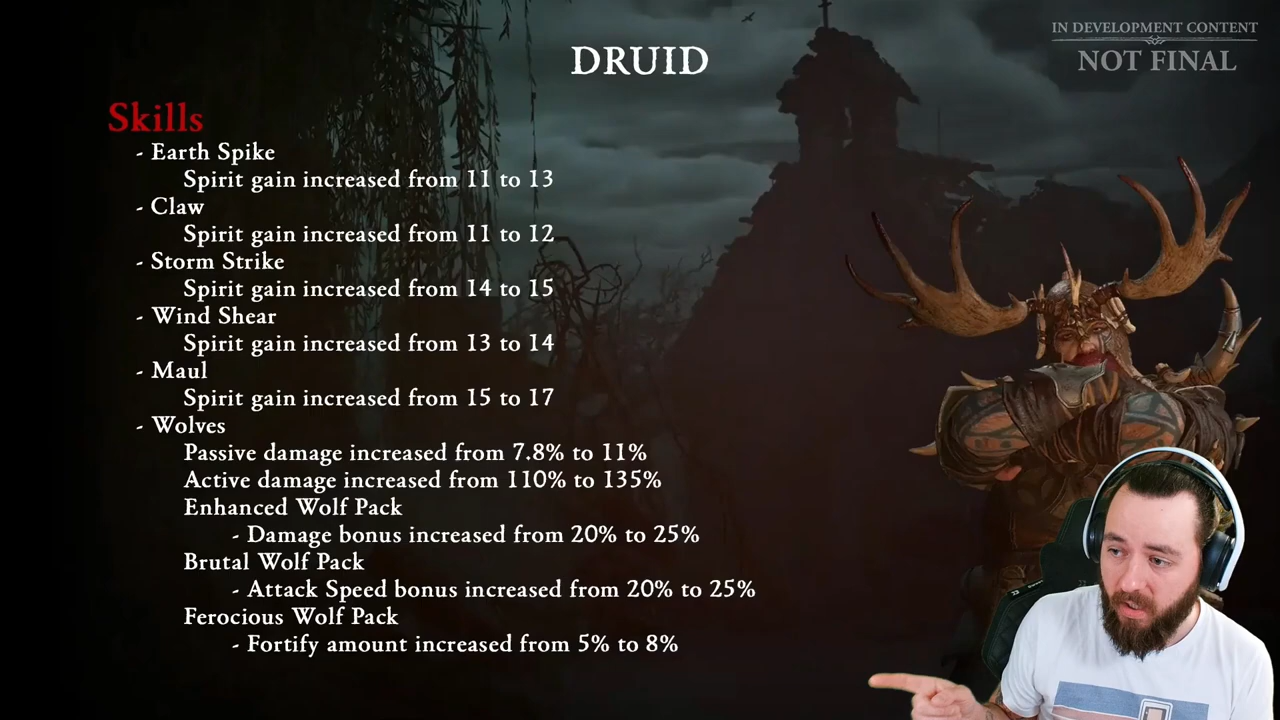 IN DEVELOPMENT CONTENT
NOT FINAL
DRUID
Skills
- Earth Spike
Spirit gain increased from 11 to 13
- Claw
Spirit gain increased from 11 to 12
- Storm Strike
Spirit gain increased from 14 to 15
- Wind Shear
Spirit gain increased from 13 to 14
- Maul
Spirit gain increased from 15 to 17
- Wolves
Passive damage increased from 7.8% to 11%
Active damage increased from 110% to 135%
Enhanced Wolf Pack
- Damage bonus increased from 20% to 25%
Brutal Wolf Pack
- Attack Speed bonus increased from 20% to 25%
Ferocious Wolf Pack
- Fortify amount increased from 5% to 8%